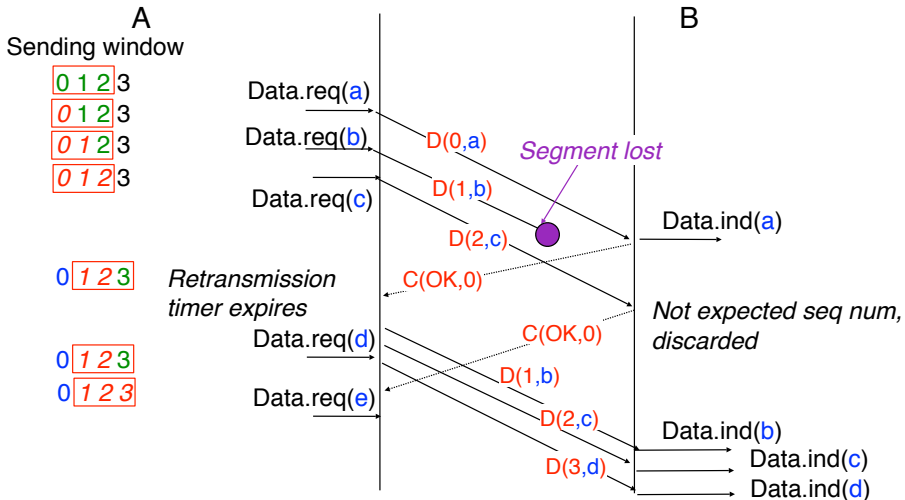 A
B
Sending window
0 1 2 3
Data.req(a)
0 1 2 3
Data.req(b)
D(0,a)
Segment lost
0 1 2 3
0 1 2 3
D(1,b)
Data.req(c)
Data.ind(a)
D(2,c)
0 1 2 3
Retransmission
timer expires
C(OK,0)
Not expected seq num,
discarded
Data.req(d)
C(OK,0)
0 1 2 3
D(1,b)
0 1 2 3
Data.req(e)
D(2,c)
Data.ind(b)
D(3,d)
Data.ind(c)
Data.ind(d)